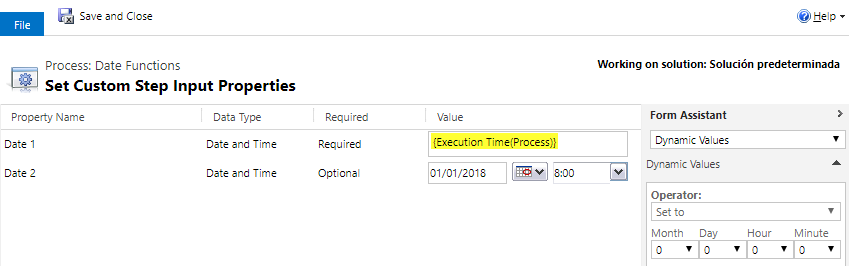 File
Save and Close
Help
Process: Date Functions
Working on solution: Solución predeterminada
Set Custom Step Input Properties
Property Name Data Type Required Value
Form Assistant
Date 1 Date and Time Required {Execution Time(Process)}
Dynamic Values
Date 2 Date and Time Optional 01/01/2018 8:00
Dynamic Values
Operator:
Set to
Month Day Hour Minute
0 0 0 0